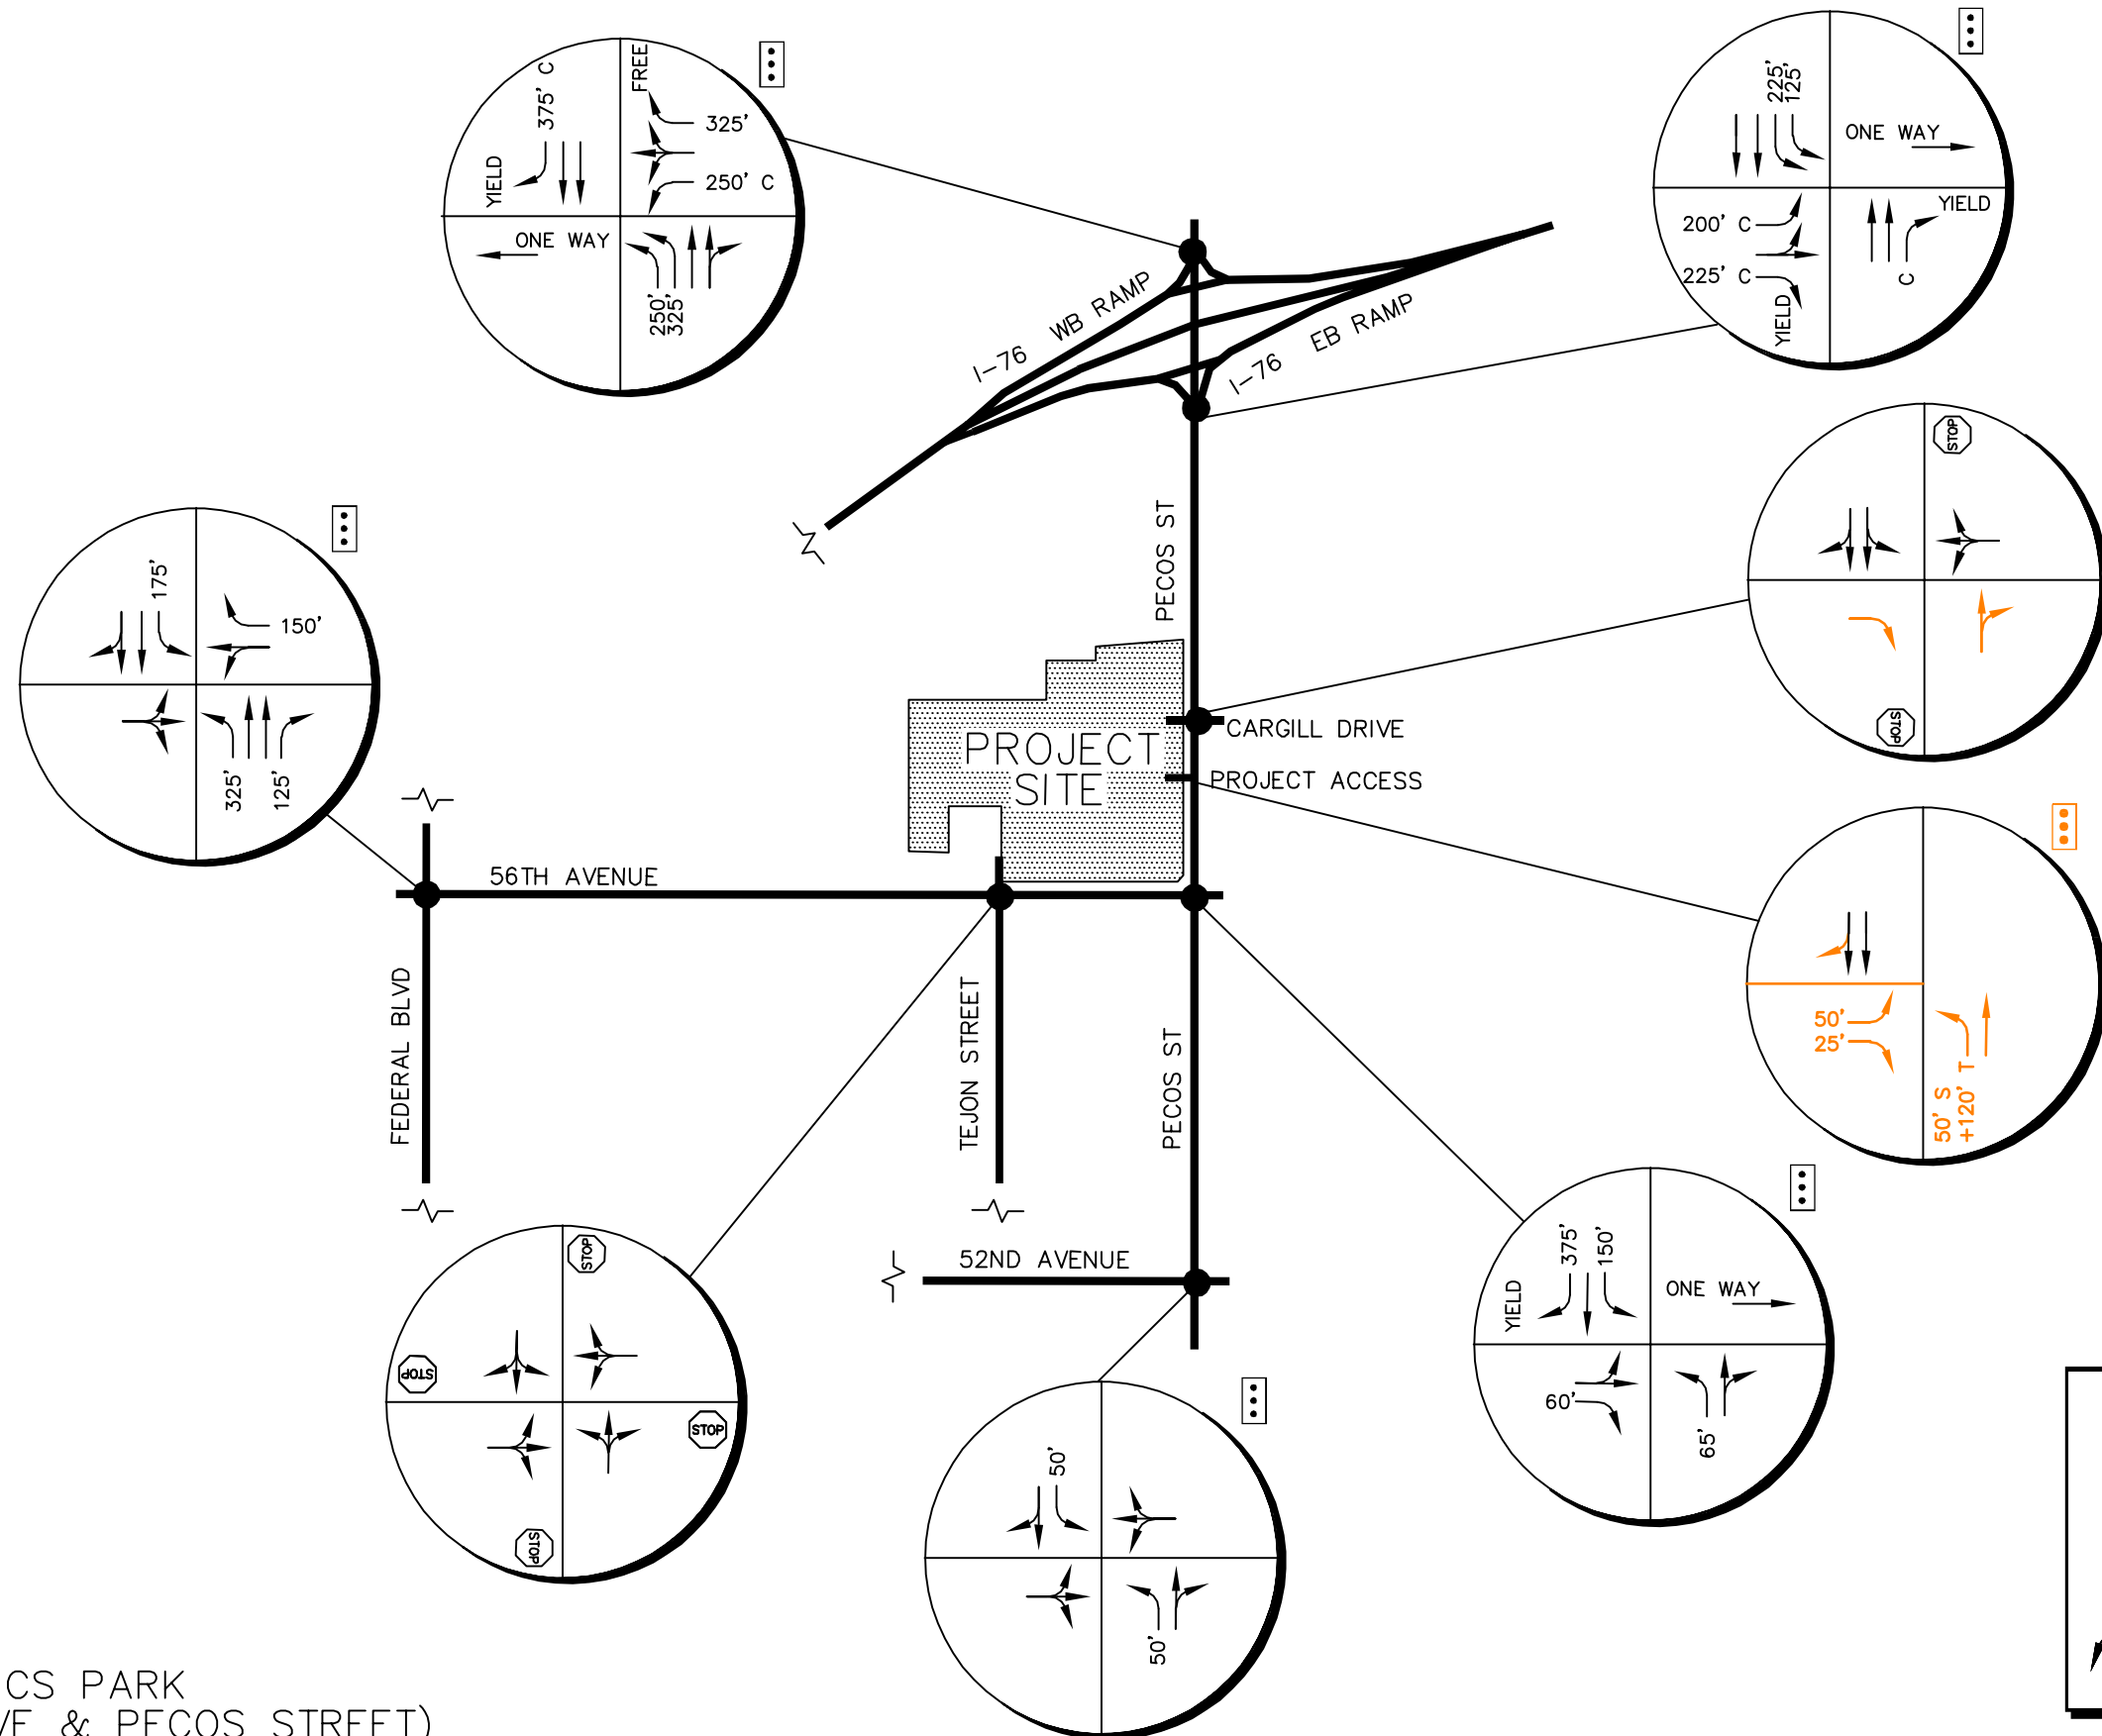 375' C
YIELD
FREE
325'
250' C
ONE WAY
250'
325'
225'
125'
ONE WAY
200' C
225' C
YIELD
YIELD
C
I-76 WB RAMP
I-76 EB RAMP
PECOS ST
STOP
STOP
175'
150'
325'
125'
PROJECT
SITE
CARGILL DRIVE
PROJECT ACCESS
56TH AVENUE
50'
25'
50' S
+120' T
FEDERAL BLVD
TEJON STREET
PECOS ST
52ND AVENUE
STOP
STOP
STOP
STOP
375'
150'
YIELD
ONE WAY
60'
65'
50'
50'
CS PARK
& PECOS STREET)